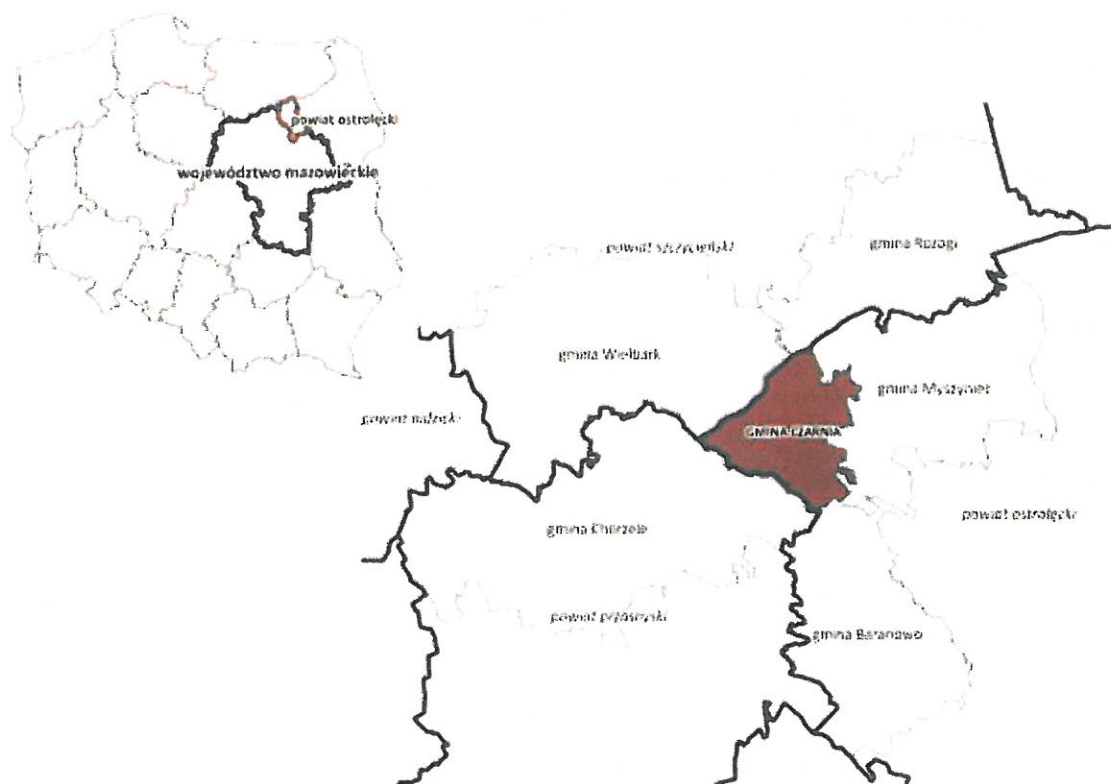 powiat ostrołęcki
województwo mazowieckie
powiat szczycieński
gmina Rozogi
gmina Wielbark
gmina Myszyniec
powiat nidzicki
GMINA CZARNIA
powiat ostrołęcki
gmina Chorzele
powiat przasnyski
gmina Baranowo